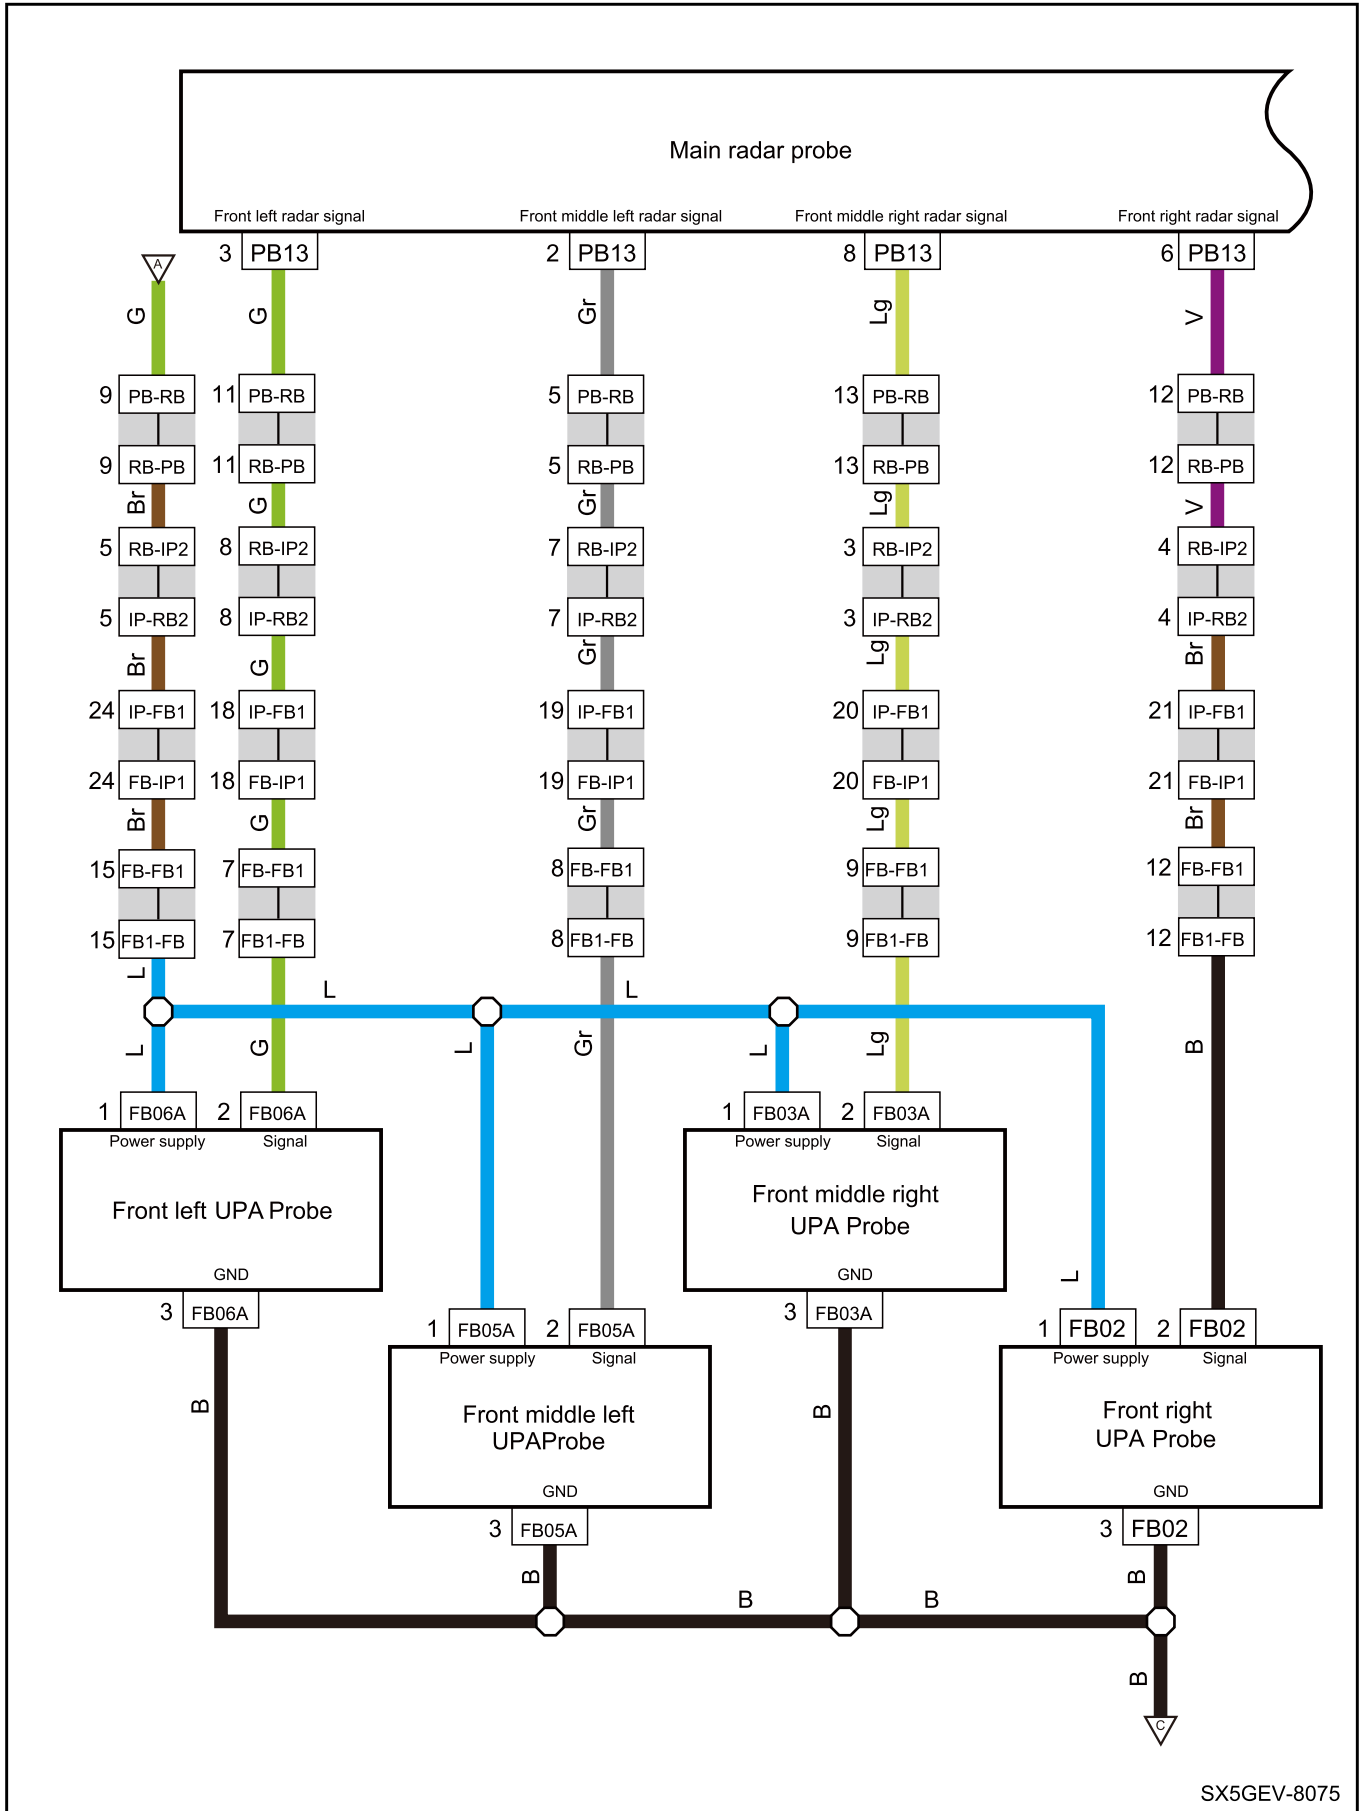 Main radar probe
Front left radar signal Front middle left radar signal Front middle right radar signal Front right radar signal
3 PB13 2 PB13 8 PB13 6 PB13
A
G G Gr Lg V
9 PB-RB 11 PB-RB 5 PB-RB 13 PB-RB 12 PB-RB
9 RB-PB 11 RB-PB 5 RB-PB 13 RB-PB 12 RB-PB
Br G Gr Lg V
5 RB-IP2 8 RB-IP2 7 RB-IP2 3 RB-IP2 4 RB-IP2
5 IP-RB2 8 IP-RB2 7 IP-RB2 3 IP-RB2 4 IP-RB2
Br G Gr Lg Br
24 IP-FB1 18 IP-FB1 19 IP-FB1 20 IP-FB1 21 IP-FB1
24 FB-IP1 18 FB-IP1 19 FB-IP1 20 FB-IP1 21 FB-IP1
Br G Gr Lg Br
15 FB-FB1 7 FB-FB1 8 FB-FB1 9 FB-FB1 12 FB-FB1
15 FB1-FB 7 FB1-FB 8 FB1-FB 9 FB1-FB 12 FB1-FB
L
L L
L G L Gr L Lg B
1 FB06A 2 FB06A 1 FB03A 2 FB03A
Power supply Signal Power supply Signal
Front left UPA Probe
Front middle right
UPA Probe
GND GND
L
3 FB06A 3 FB03A
1 FB05A 2 FB05A 1 FB02 2 FB02
Power supply Signal Power supply Signal
B B
Front middle left
UPAProbe
Front right
UPA Probe
GND GND
3 FB05A 3 FB02
B B
B B
B
C
SX5GEV-8075